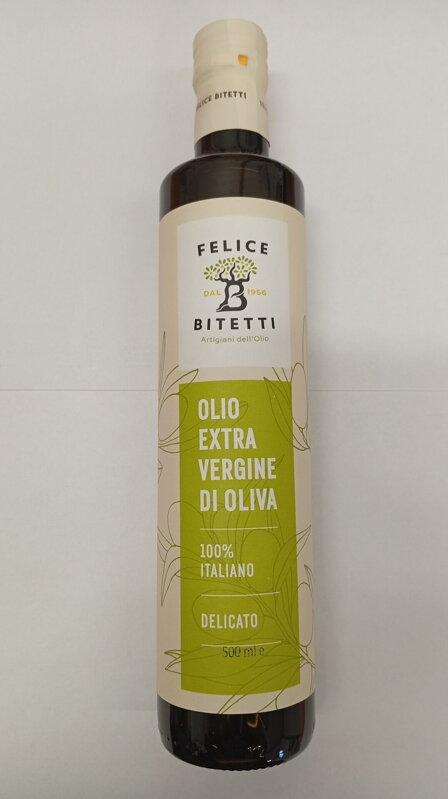 FELICE BITETTI
FELICE
DAL 1956
BITETTI
Artigiani dell'Olio
OLIO
EXTRA
VERGINE
DI OLIVA
100%
ITALIANO
DELICATO
500 ml e